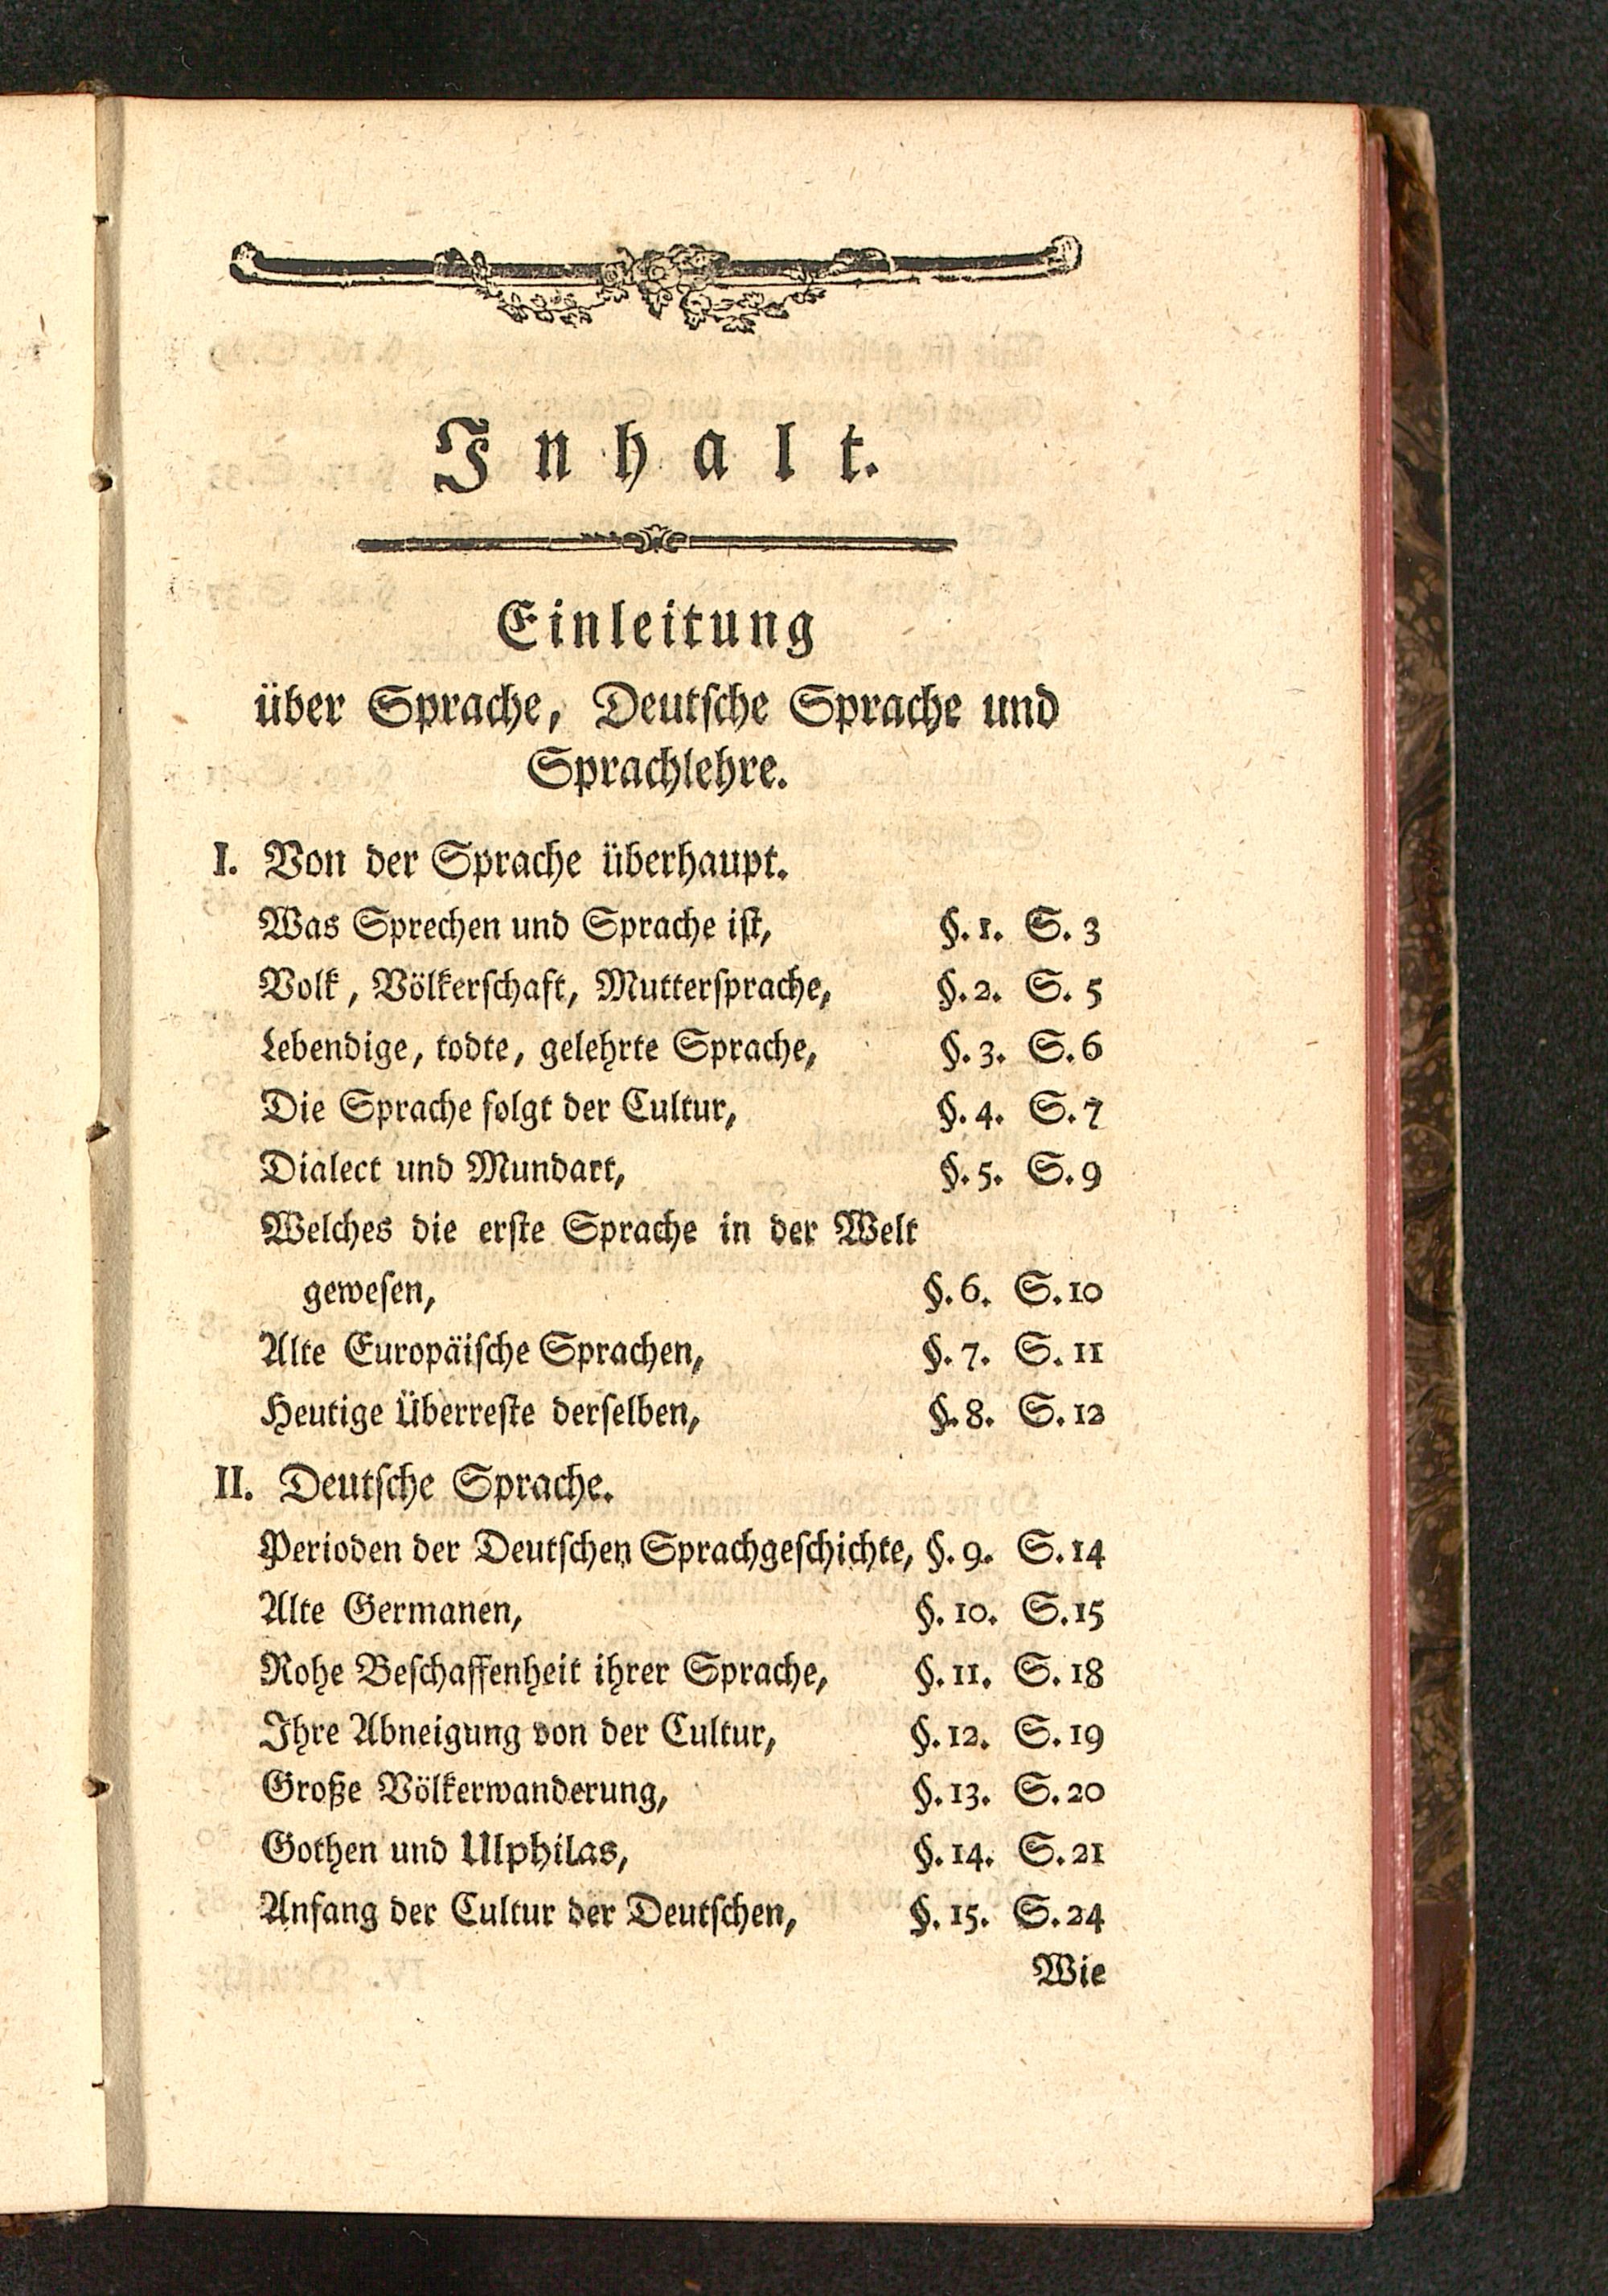 Inhalt.
Einleitung
über Sprache, Deutsche Sprache und
Sprachlehre.
I. Von der Sprache überhaupt.
Was Sprechen und Sprache iſt, §. 1. S. 3
Volk, Völkerſchaft, Mutterſprache, §. 2. S. 5
Lebendige, todte, gelehrte Sprache, §. 3. S. 6
Die Sprache folgt der Cultur, §. 4. S. 7
Dialect und Mundart, §. 5. S. 9
Welches die erſte Sprache in der Welt
geweſen, §. 6. S. 10
Alte Europäiſche Sprachen, §. 7. S. 11
Heutige Überreſte derſelben, §. 8. S. 12
II. Deutſche Sprache.
Perioden der Deutſchen Sprachgeſchichte, §. 9. S. 14
Alte Germanen, §. 10. S. 15
Rohe Beſchaffenheit ihrer Sprache, §. 11. S. 18
Ihre Abneigung von der Cultur, §. 12. S. 19
Große Völkerwanderung, §. 13. S. 20
Gothen und Ulphilas, §. 14. S. 21
Anfang der Cultur der Deutſchen, §. 15. S. 24
Wie